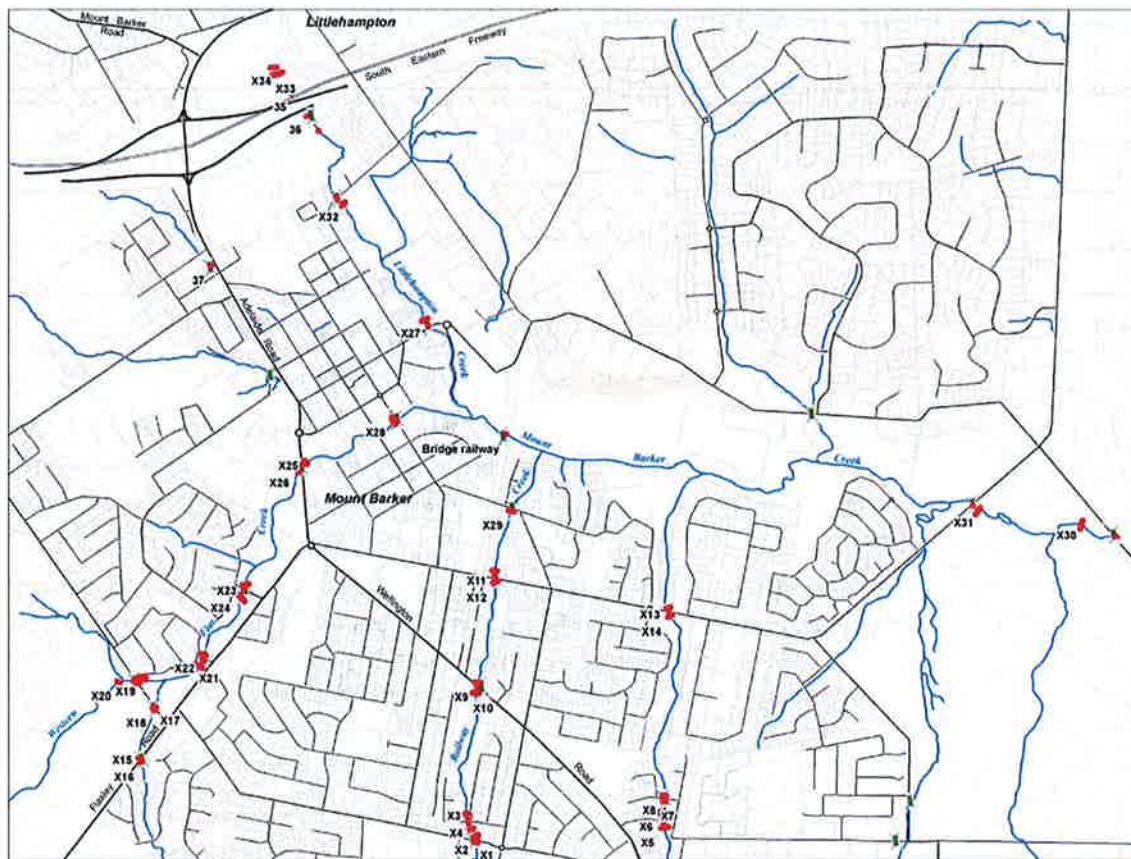 Littlehampton
Mount Barker
Road
South Eastern Freeway
X34
X33
35
36
X32
37
Adelaide Road
Littlehampton
Creek
X27
X28
Bridge railway
Mount
Barker
Creek
X25
X26
Mount Barker
Creek
X29
X31
X30
X11
X12
Wellington
Road
X13
X14
X23
X24
Creek
X22
X21
X20
X19
X18
X17
Western
X9
X10
Railway
X15
X16
Road
X3
X4
X2
X1
X8
X7
X6
X5